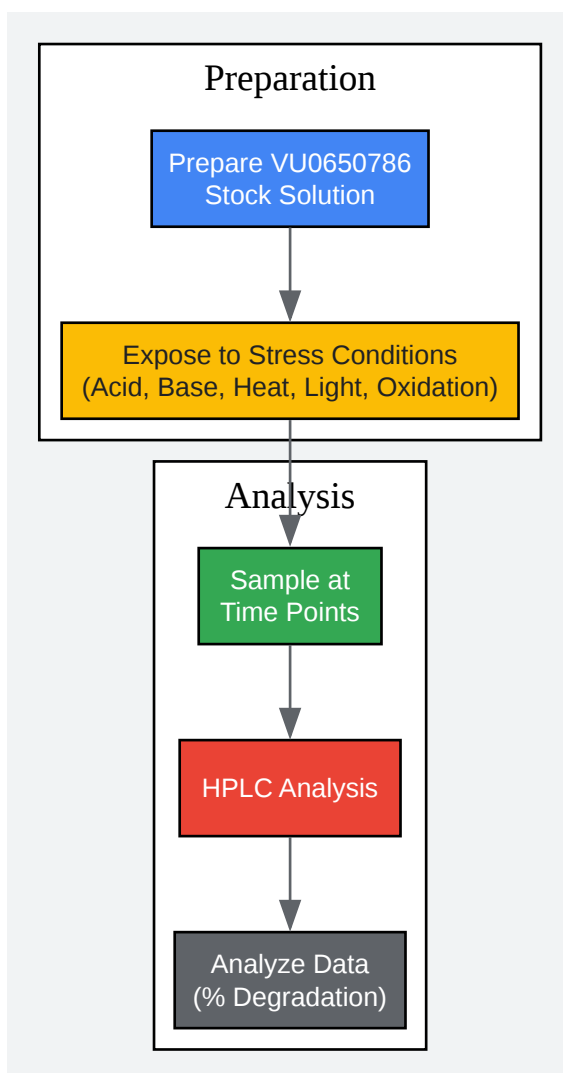 Preparation
Prepare VU0650786
Stock Solution
Expose to Stress Conditions
(Acid, Base, Heat, Light, Oxidation)
Analysis
Sample at
Time Points
HPLC Analysis
Analyze Data
(% Degradation)